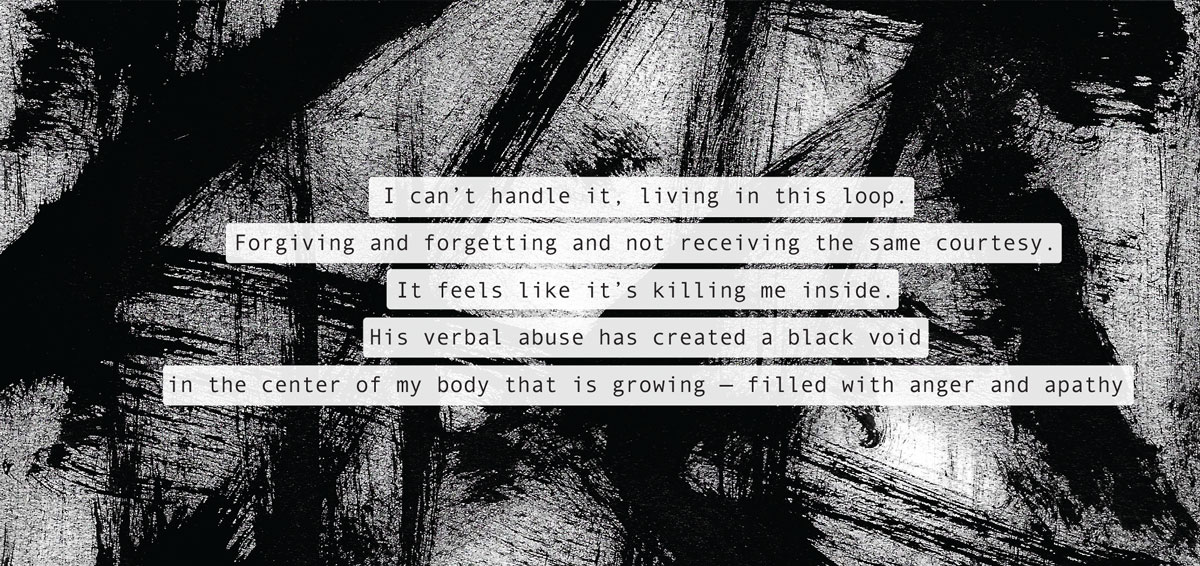 I can’t handle it, living in this loop.
Forgiving and forgetting and not receiving the same courtesy.
It feels like it’s killing me inside.
His verbal abuse has created a black void
in the center of my body that is growing — filled with anger and apathy